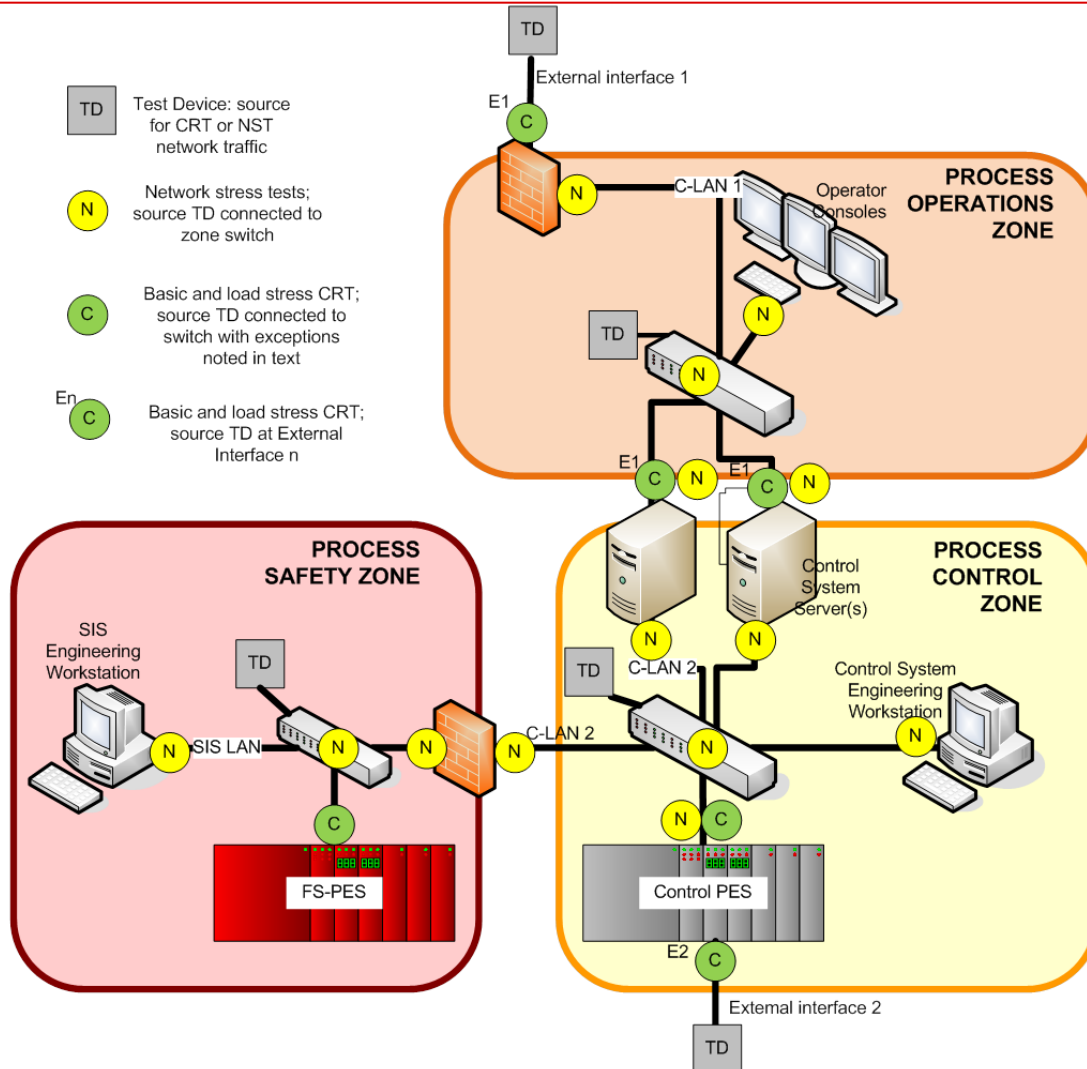 TD
External interface 1
E1
C
TD
Test Device: source
for CRT or NST
network traffic
N
Network stress tests;
source TD connected to
zone switch
C
Basic and load stress CRT;
source TD connected to
switch with exceptions
noted in text
En
C
Basic and load stress CRT;
source TD at External
Interface n
PROCESS
OPERATIONS
ZONE
N
C-LAN 1
Operator
Consoles
N
TD
N
E1
C
N
E1
C
N
PROCESS
SAFETY ZONE
PROCESS
CONTROL
ZONE
Control
System
Server(s)
N
N
C-LAN 2
SIS
Engineering
Workstation
TD
TD
Control System
Engineering
Workstation
N
SIS LAN
N
N
N
C-LAN 2
N
N
C
N
C
FS-PES
Control PES
E2
C
External interface 2
TD